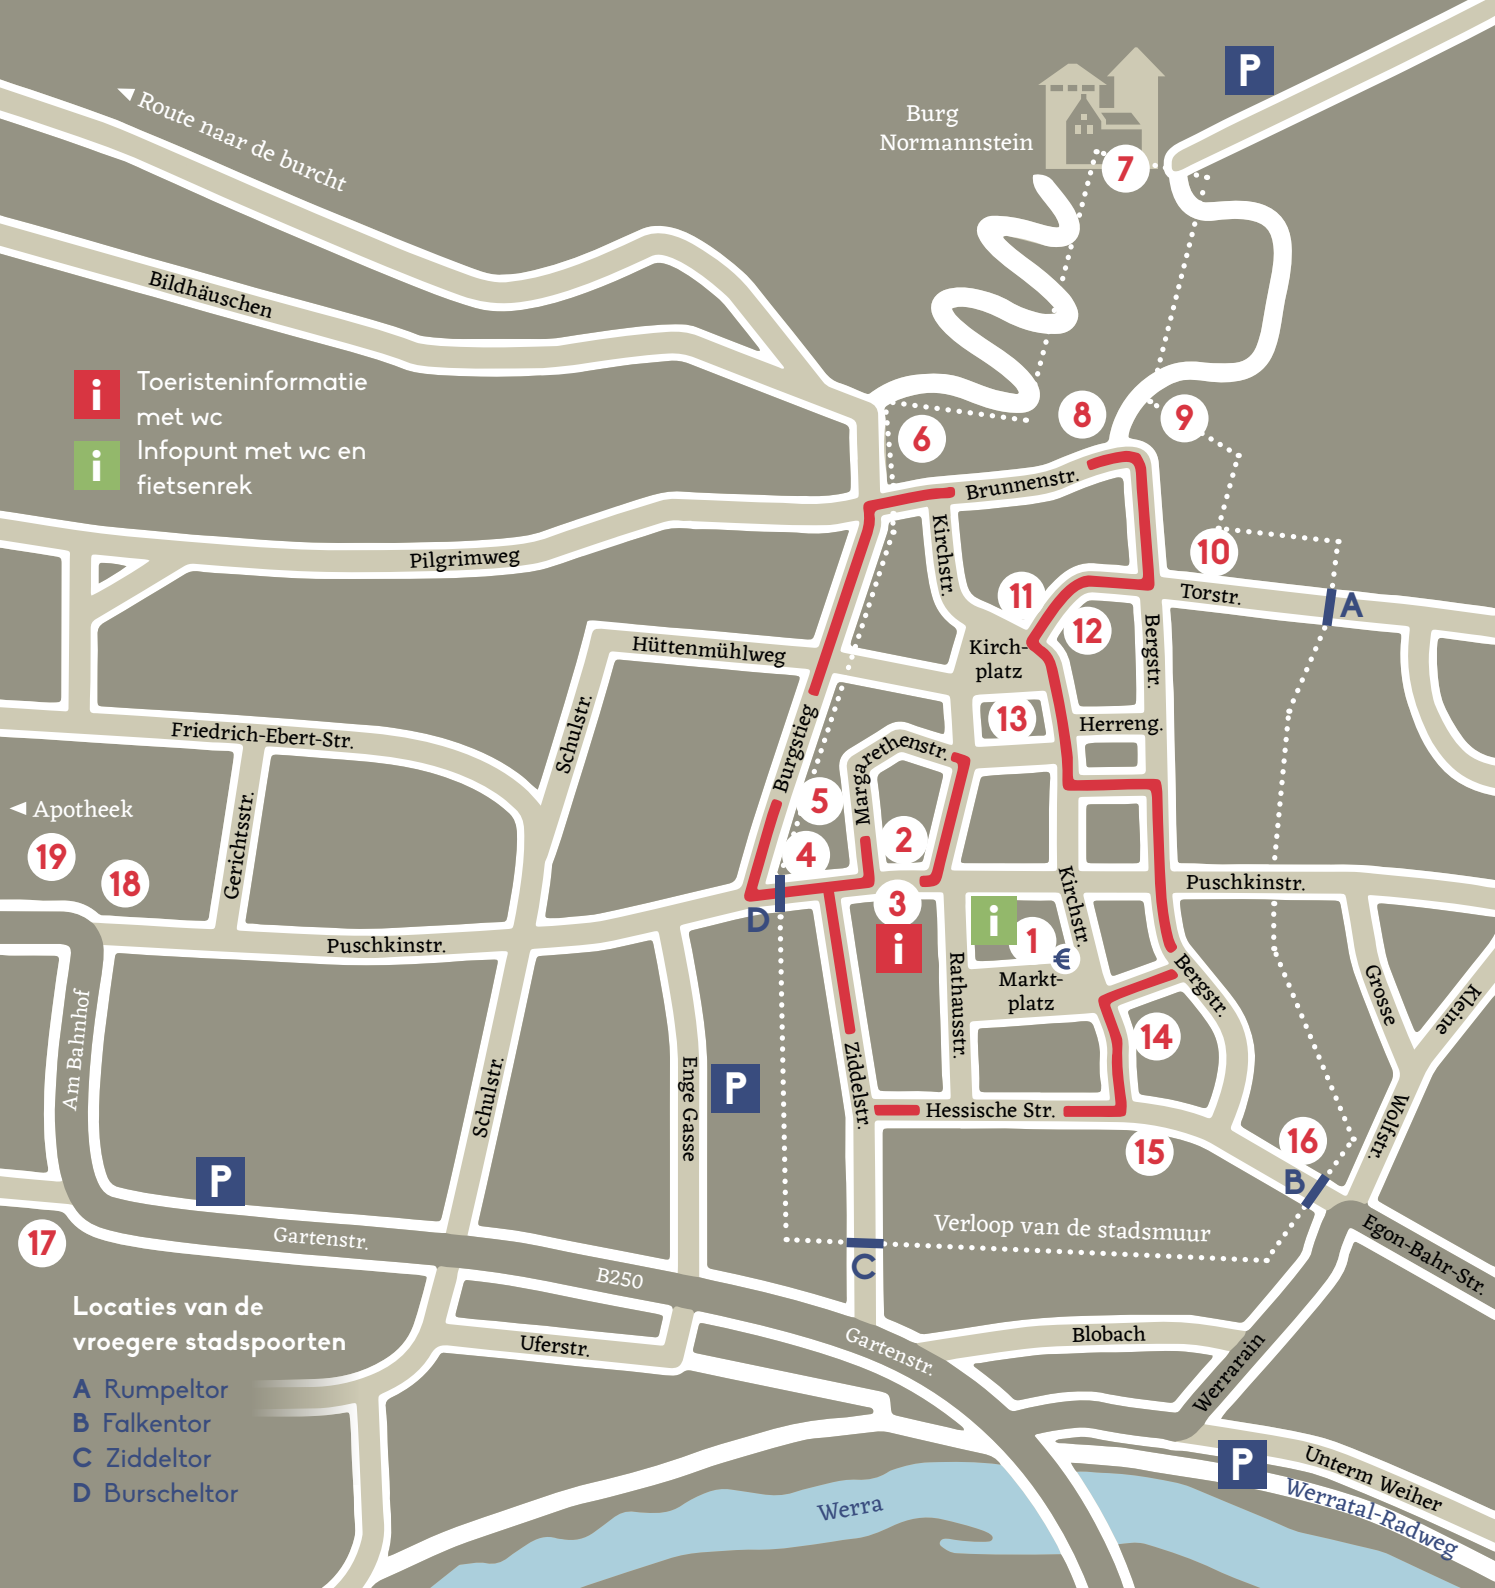 P
Burg
Normannstein
Route naar de burcht
7
Bildhäuschen
i Toeristeninformatie
met wc
i Infopunt met wc en
fietsenrek
8
9
6
Brunnenstr.
Kirchstr.
Pilgrimweg
10
Torstr.
A
11
12
Bergstr.
Hüttenmühlweg
Kirch-
platz
Schulstr.
13
Herreng.
Friedrich-Ebert-Str.
Burgstieg
Margarethenstr.
Apotheek
19
18
Gerichtsstr.
5
4
2
3
i
D
Puschkinstr.
Puschkinstr.
Kirchstr.
i
1
€
Markt-
platz
Rathausstr.
Bergstr.
Grosse
Kleine
14
Am Bahnhof
Schulstr.
Enge Gasse
P
Ziddelstr.
Hessische Str.
15
16
B
Wolfstr.
P
17
Gartenstr.
B250
Verloop van de stadsmuur
C
Egon-Bahr-Str.
Locaties van de
vroegere stadspoorten
A Rumpeltor
B Falkentor
C Ziddeltor
D Burscheltor
Uferstr.
Gartenstr.
Blobach
Werrarain
P
Unterm Weiher
Werratal-Radweg
Werra